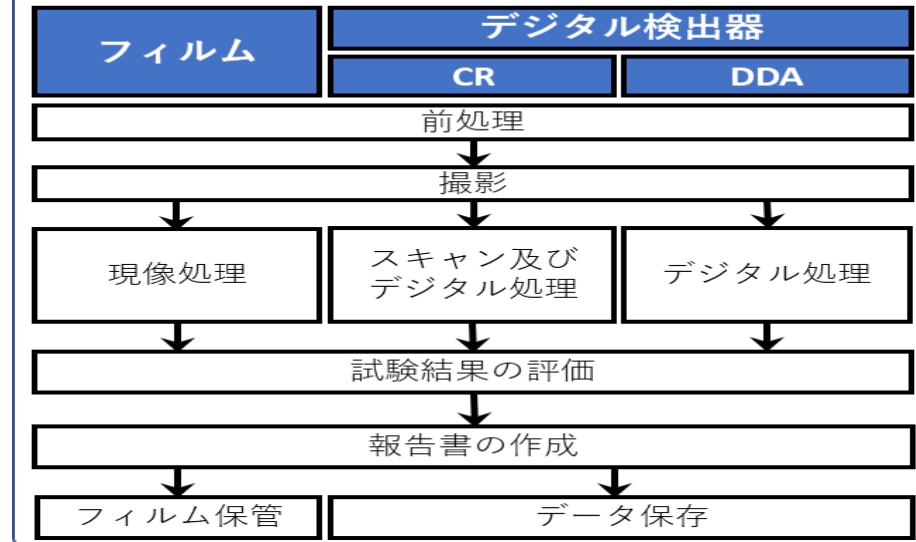 フィルム
デジタル検出器
CR
DDA
前処理
撮影
現像処理
スキャン及び
デジタル処理
デジタル処理
試験結果の評価
報告書の作成
フィルム保管
データ保存